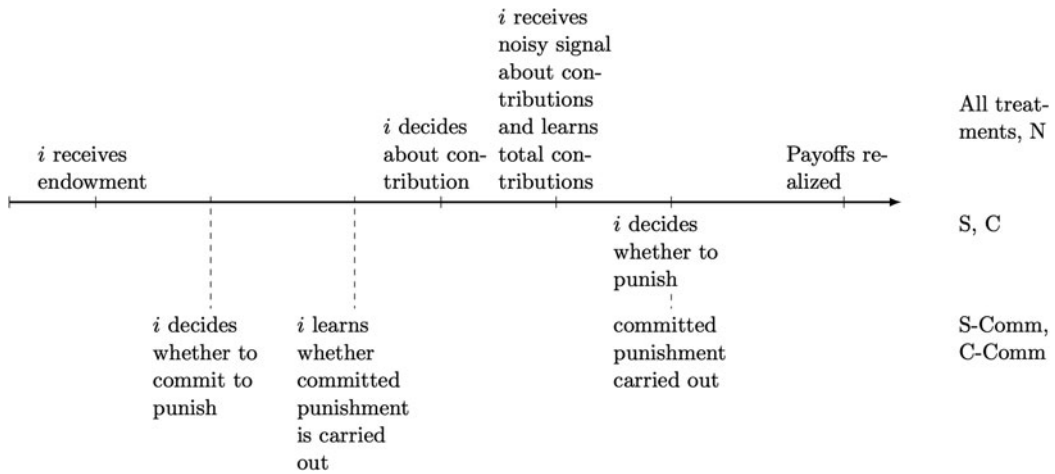 i receives
endowment
i decides
about con-
tribution
i receives
noisy signal
about con-
tributions
and learns
total con-
tributions
Payoffs re-
alized
All treat-
ments, N
i decides
whether to
punish
S, C
i decides
whether to
commit to
punish
i learns
whether
committed
punishment
is carried
out
committed
punishment
carried out
S-Comm,
C-Comm